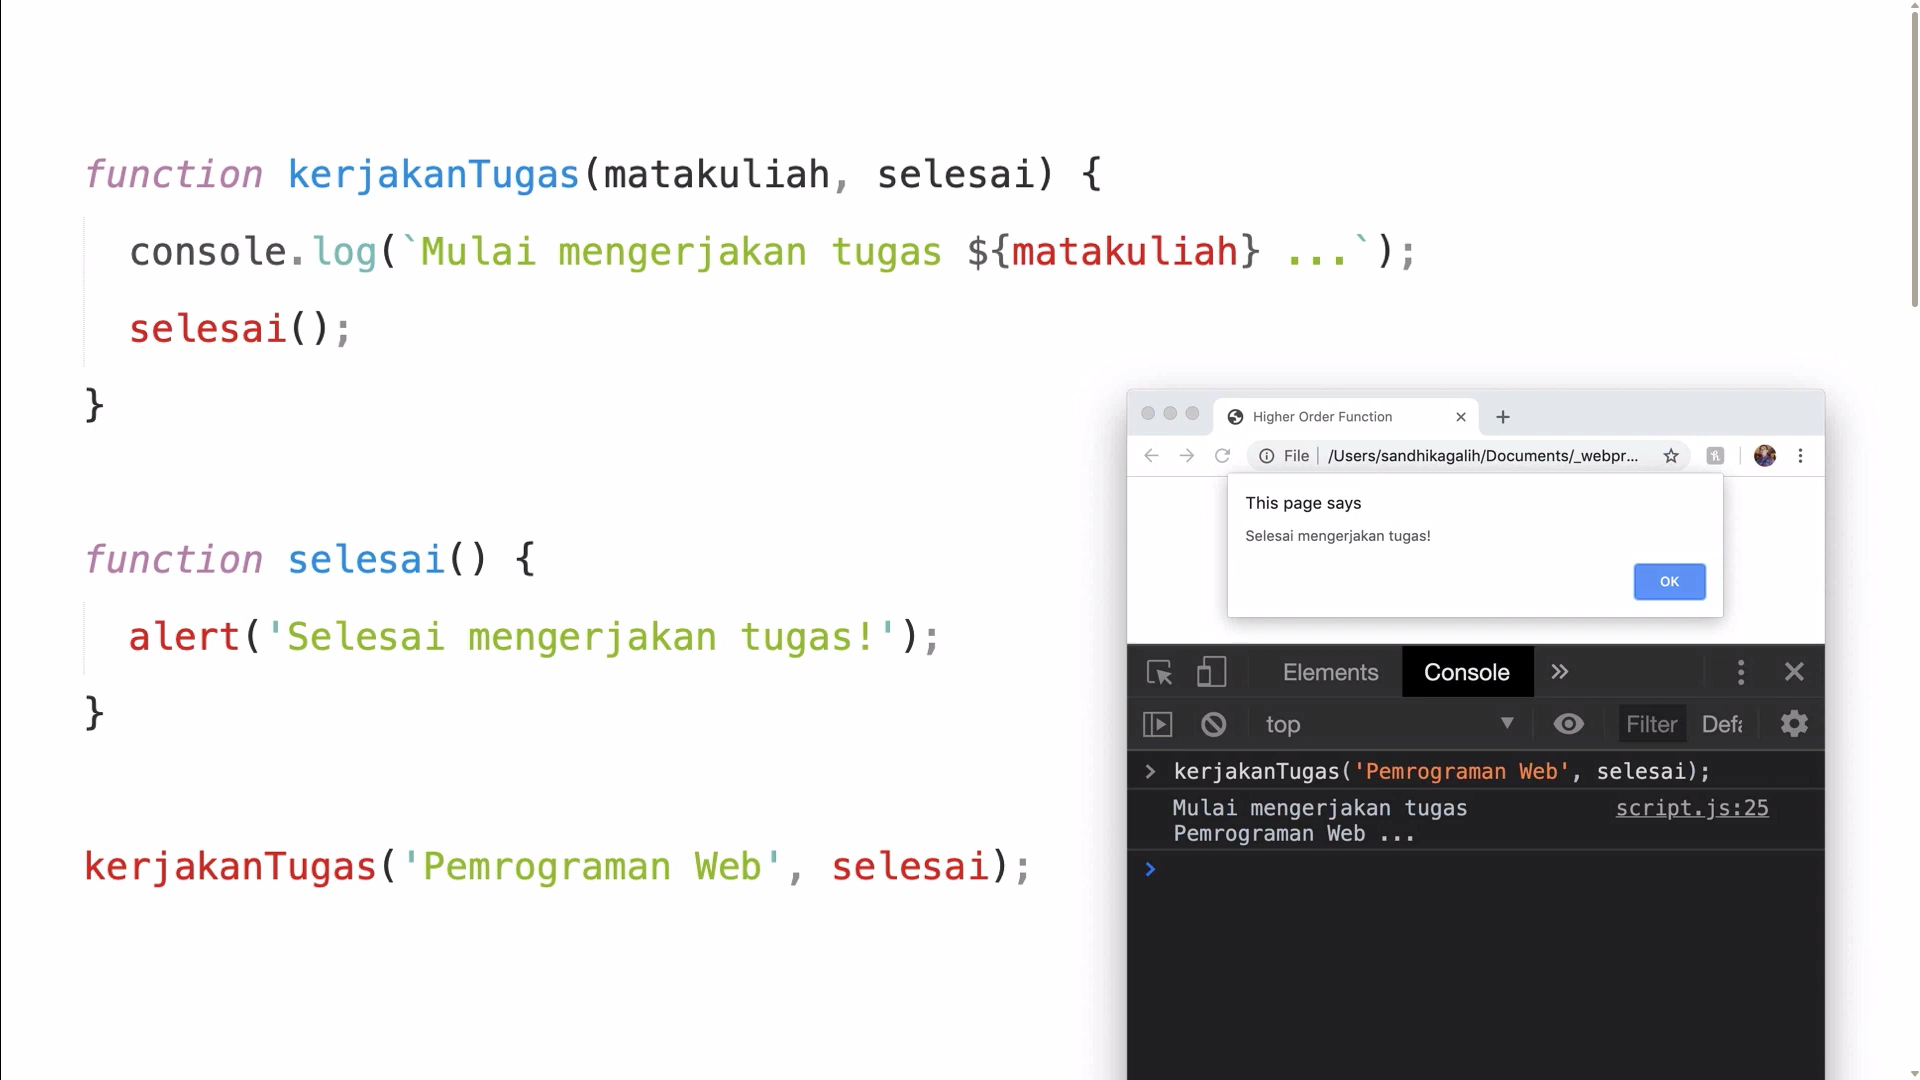 function kerjakanTugas(matakuliah, selesai) {
console.log(`Mulai mengerjakan tugas ${matakuliah} ...`);
selesai();
}
function selesai() {
alert('Selesai mengerjakan tugas!');
}
kerjakanTugas('Pemrograman Web', selesai);
Higher Order Function
File | /Users/sandhikagalih/Documents/_webpr...
This page says
Selesai mengerjakan tugas!
OK
Elements Console
top Filter Defa
> kerjakanTugas('Pemrograman Web', selesai);
Mulai mengerjakan tugas script.js:25
Pemrograman Web ...
>